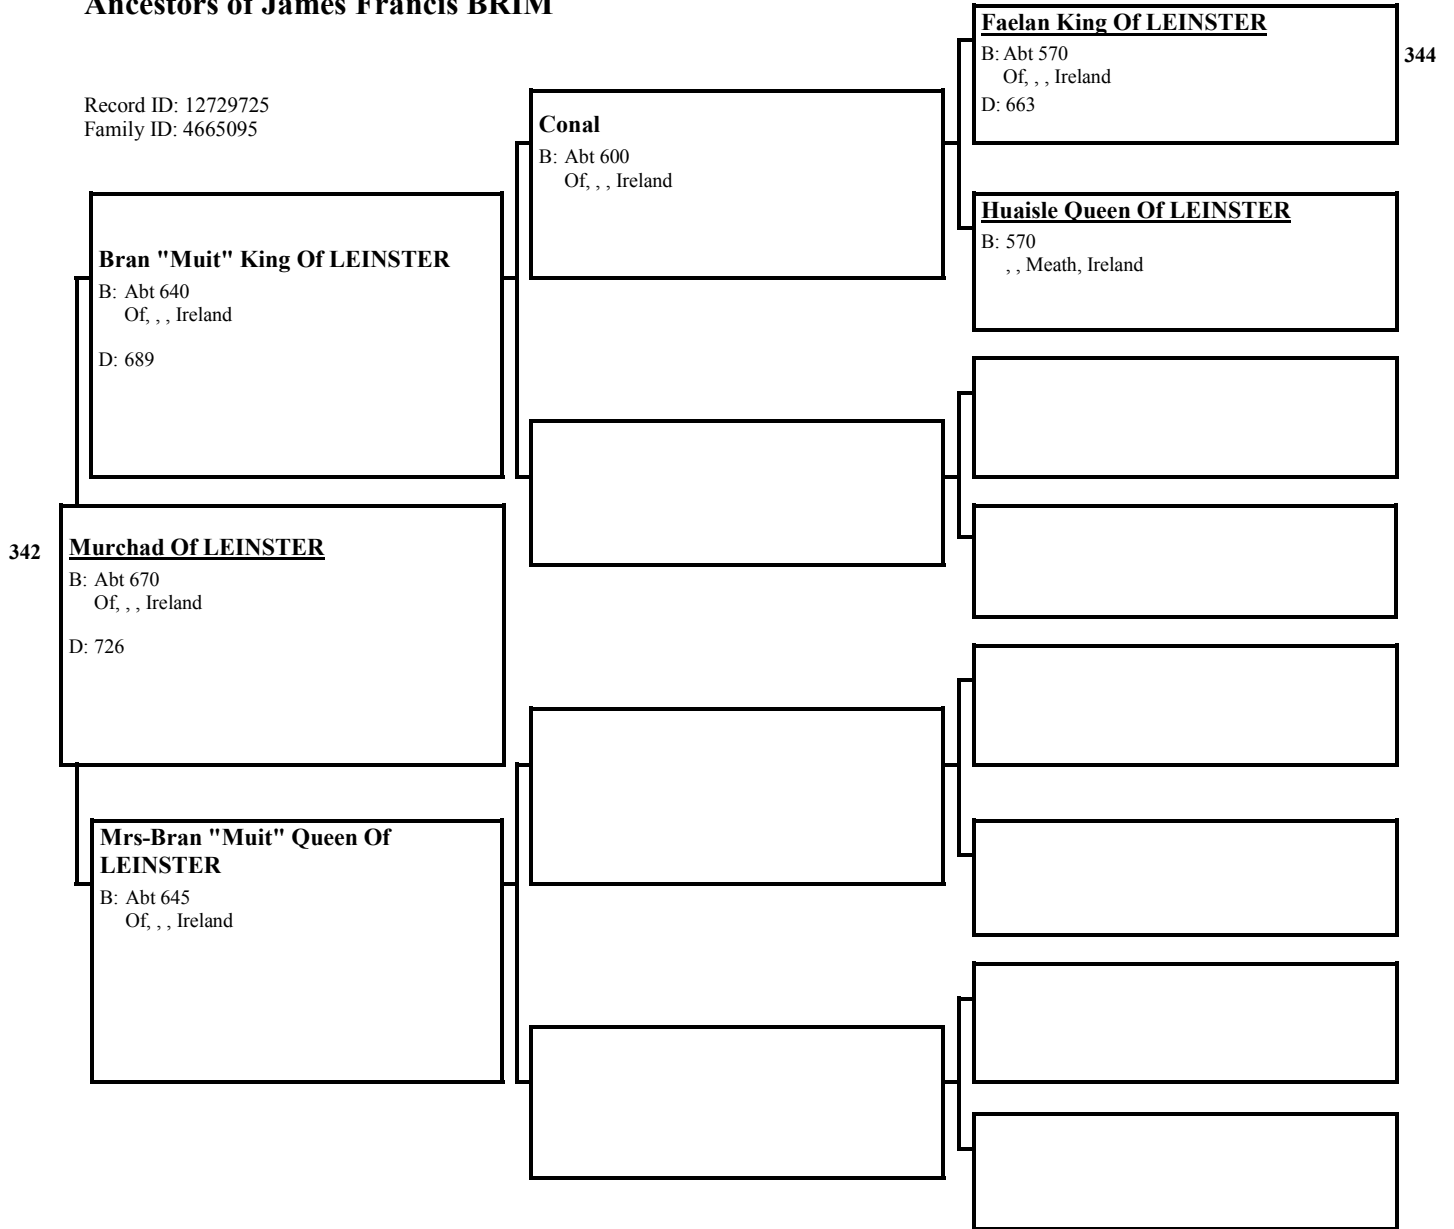 Ancestors of James Francis BRIM
Record ID: 12729725
Family ID: 4665095
Faelan King Of LEINSTER
B: Abt 570
Of, , , Ireland
D: 663
344
Conal
B: Abt 600
Of, , , Ireland
Huaisle Queen Of LEINSTER
B: 570
, , Meath, Ireland
Bran "Muit" King Of LEINSTER
B: Abt 640
Of, , , Ireland
D: 689
342
Murchad Of LEINSTER
B: Abt 670
Of, , , Ireland
D: 726
Mrs-Bran "Muit" Queen Of
LEINSTER
B: Abt 645
Of, , , Ireland